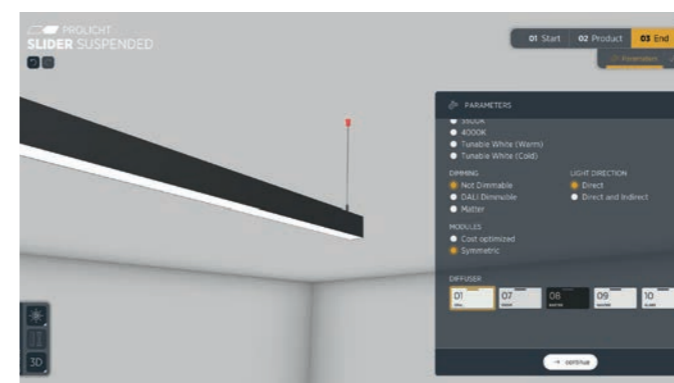 PROLICHT
SLIDER SUSPENDED
01 Start 02 Product 03 End
Parameters
PARAMETERS
3500K
4000K
Tunable White (Warm)
Tunable White (Cold)
DIMMING LIGHT DIRECTION
Not Dimmable Direct
DALI Dimmable Direct and Indirect
Matter
MODULES
Cost optimized
Symmetric
DIFFUSER
01 07 08 09 10
3D
→ continue